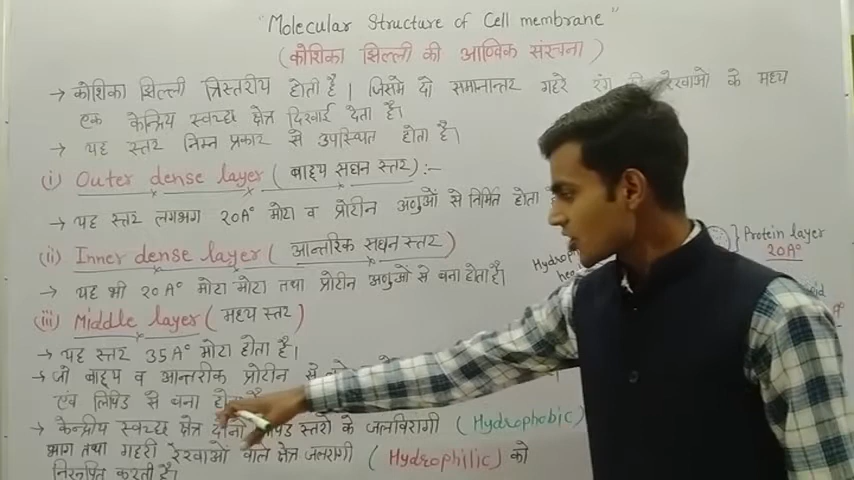 "Molecular Structure of Cell membrane"
(कोशिका झिल्ली की आण्विक संरचना)
→ कोशिका झिल्ली त्रिस्तरीय होती है। जिसमे दो समानान्तर गहरे रंग रेखाओ के मध्य
एक केन्द्रिय स्वच्छ क्षेत्र दिखाई देता है।
→ यह स्तर निम्न प्रकार से उपस्थित होता है।
(i) Outer dense layer (बाह्य सघन स्तर):-
→ यह स्तर लगभग 20A° मोटा व प्रोटीन अणुओं से निर्मित होता
(ii) Inner dense layer (आन्तरिक सघन स्तर)
→ यह भी 20A° मोटा मोटा तथा प्रोटीन अणुओ से बना होता है।
(iii) Middle layer (मध्य स्तर)
→ यह स्तर 35A° मोटा होता है।
→ जो बाह्य व आन्तरीक प्रोटीन से
एव लिपिड से बना
→ केन्द्रीय स्वच्छ क्षेत्र दोनो स्तरो के जलविरागी (Hydrophobic)
भाग तथा गहरी रेखाओं वाले क्षेत्र जलरागी (Hydrophilic) को
निरूपित करती है।
Protein layer
20A°